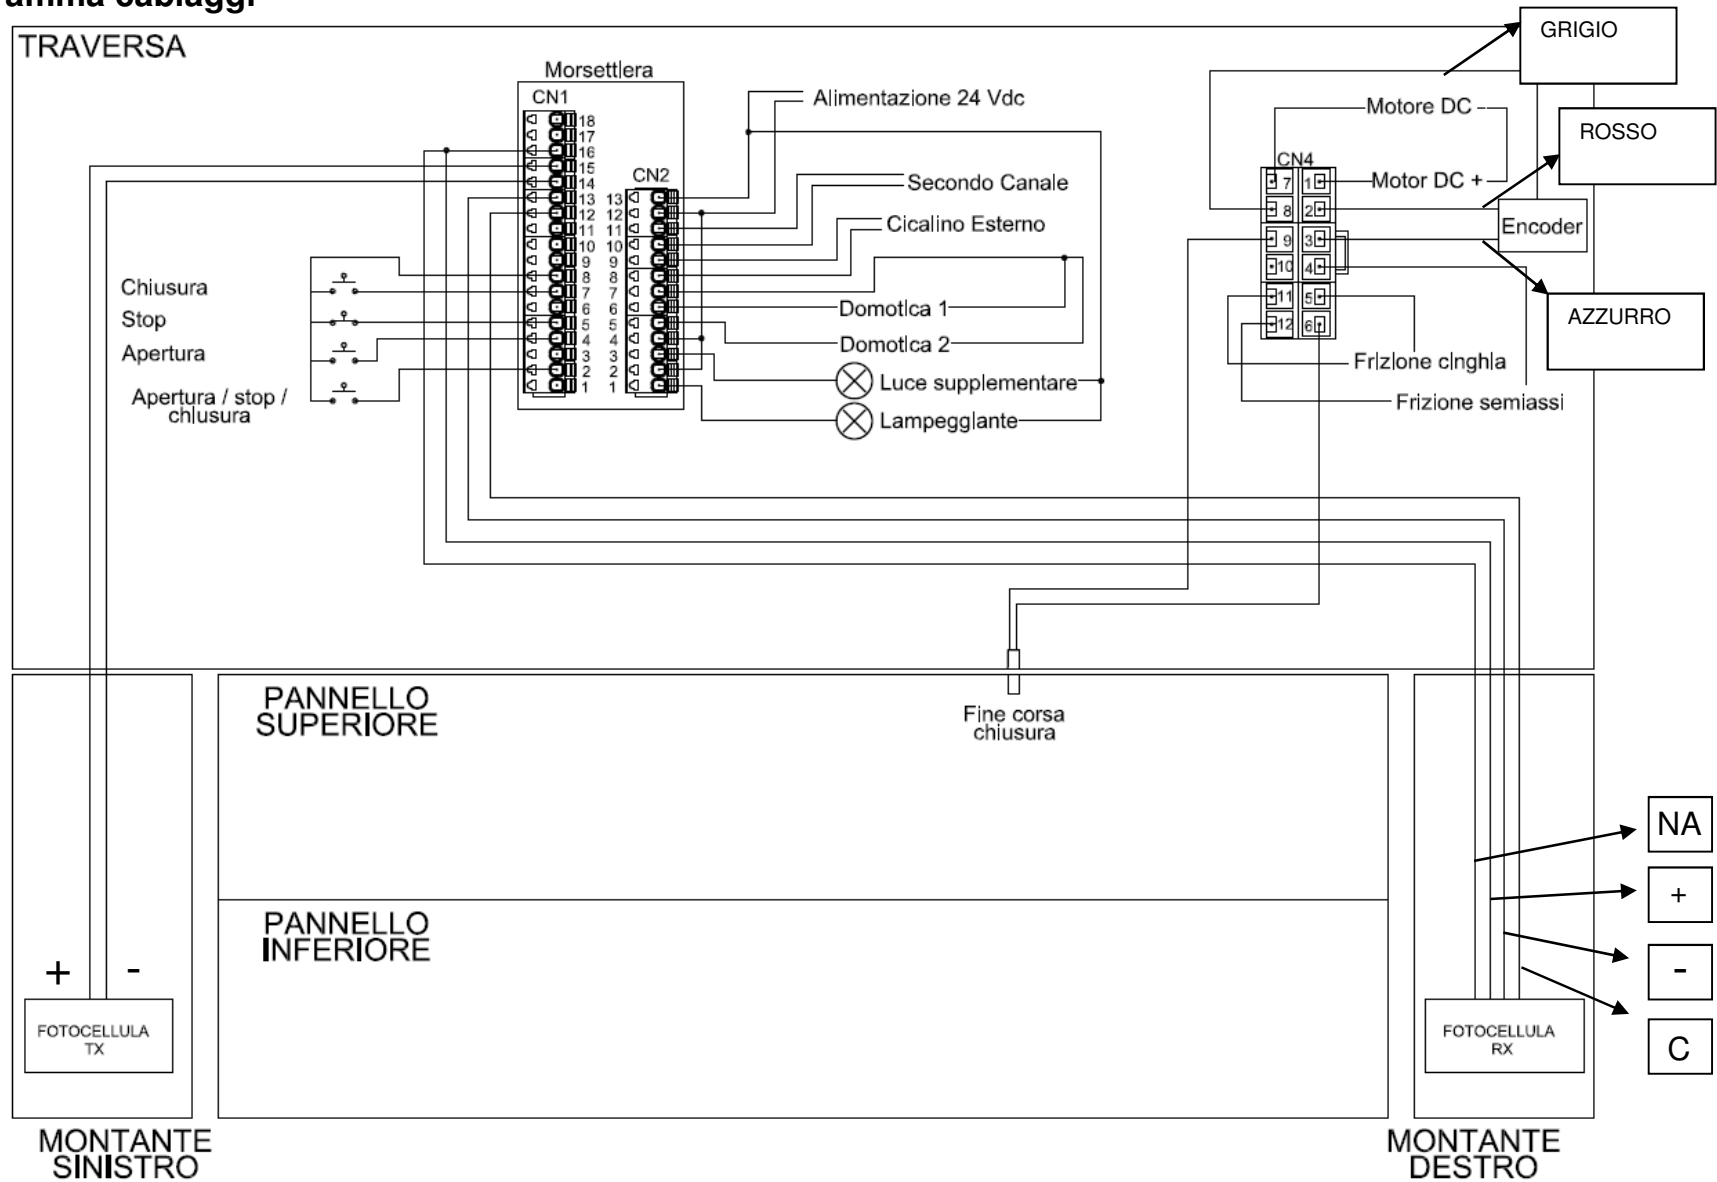 cablaggi
TRAVERSA
Morsettiera
CN1
18
17
16
15
14
13
12
11
10
9
8
7
6
5
4
3
2
1
CN2
13
12
11
10
9
8
7
6
5
4
3
2
1
Alimentazione 24 Vdc
Secondo Canale
Cicalino Esterno
Domotica 1
Domotica 2
Luce supplementare
Lampeggiante
Chiusura
Stop
Apertura
Apertura / stop /
chiusura
Motore DC -
CN4
Motor DC +
7 1
8 2
9 3
10 4
11 5
12 6
Encoder
Frizione cinghia
Frizione semiassi
GRIGIO
ROSSO
AZZURRO
PANNELLO
SUPERIORE
Fine corsa
chiusura
PANNELLO
INFERIORE
+ -
FOTOCELLULA
TX
FOTOCELLULA
RX
NA
+
-
C
MONTANTE
SINISTRO
MONTANTE
DESTRO